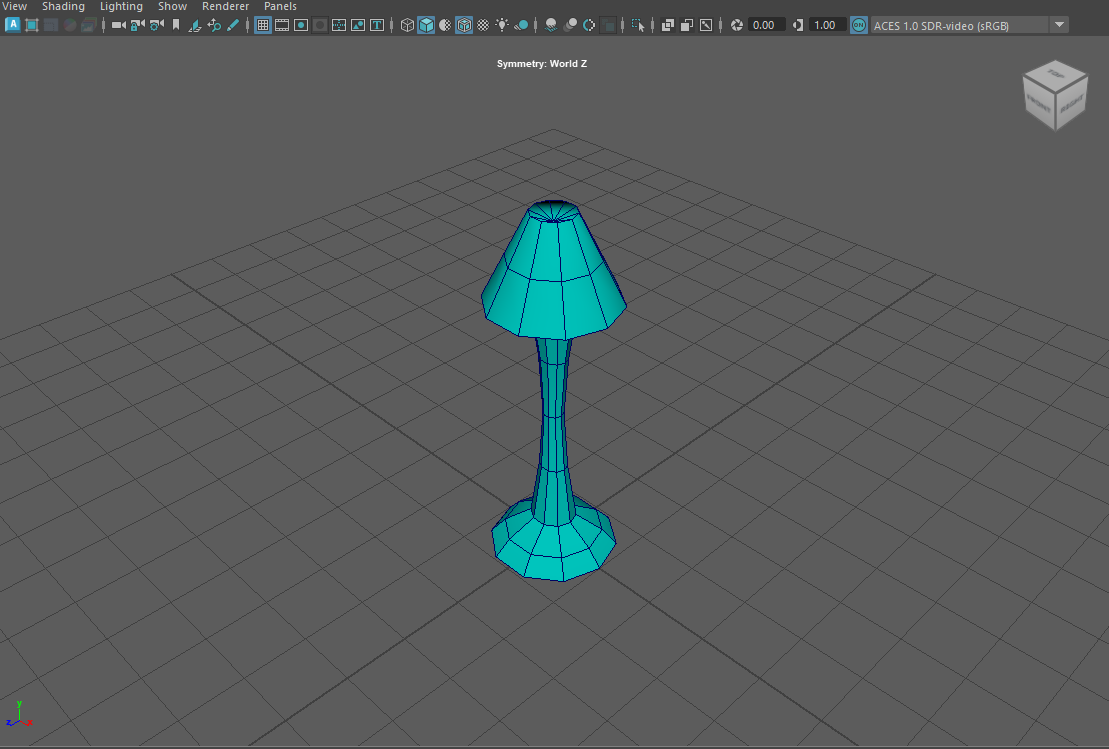 View Shading Lighting Show Renderer Panels
A T 0.00 1.00 ON ACES 1.0 SDR-video (sRGB)
Symmetry: World Z
TOP
FRONT RIGHT
y
z x